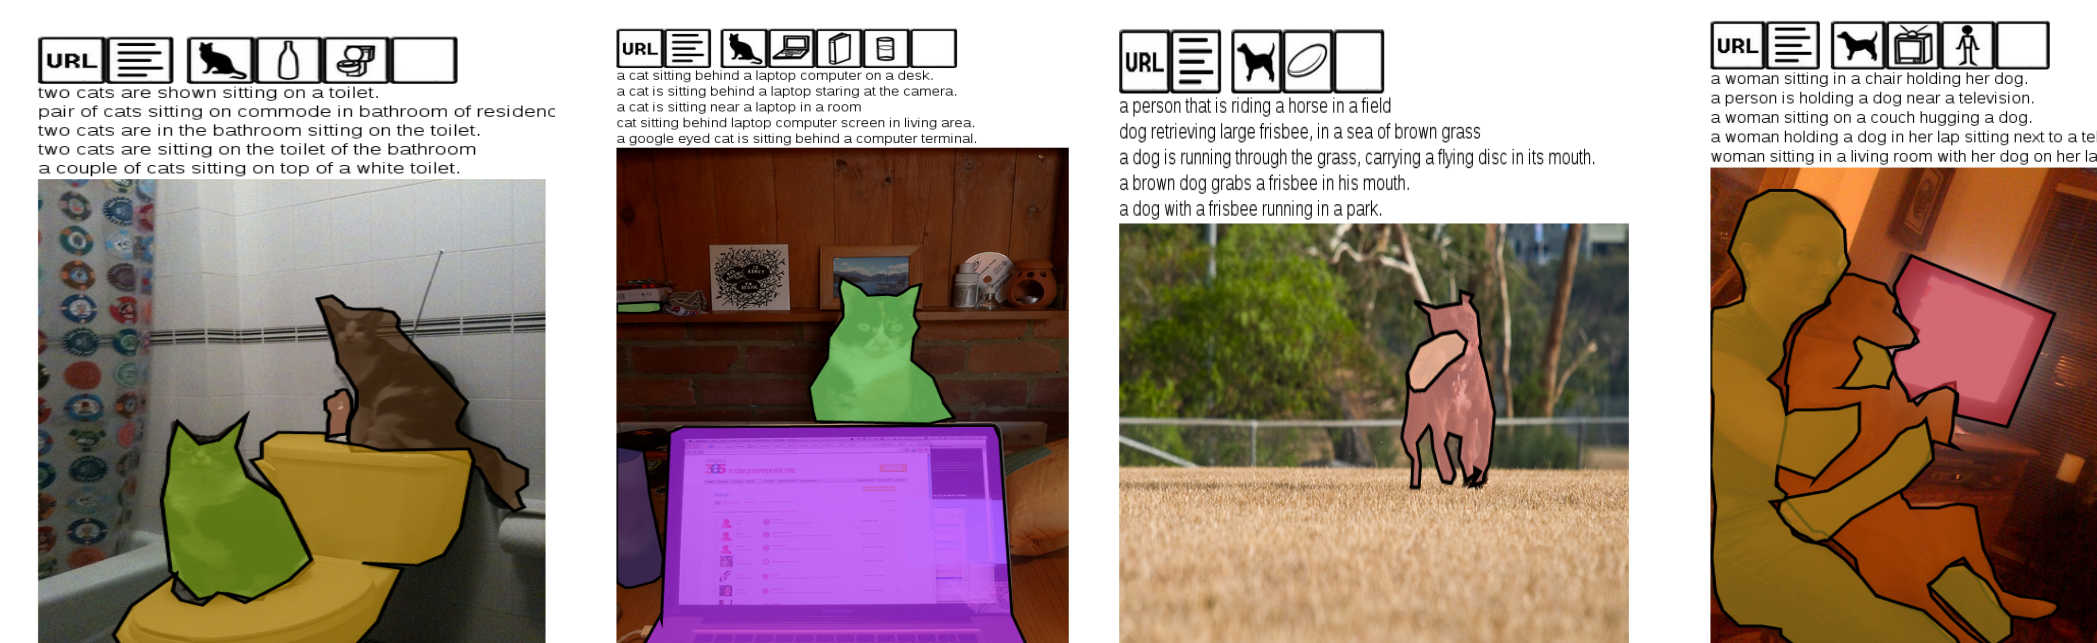 URL
two cats are shown sitting on a toilet.
pair of cats sitting on commode in bathroom of residenc
two cats are in the bathroom sitting on the toilet.
two cats are sitting on the toilet of the bathroom
a couple of cats sitting on top of a white toilet.
URL
a cat sitting behind a laptop computer on a desk.
a cat is sitting behind a laptop staring at the camera.
a cat is sitting near a laptop in a room
cat sitting behind laptop computer screen in living area.
a google eyed cat is sitting behind a computer terminal.
365 IT COULD HAPPEN FOR YOU
URL
a person that is riding a horse in a field
dog retrieving large frisbee, in a sea of brown grass
a dog is running through the grass, carrying a flying disc in its mouth.
a brown dog grabs a frisbee in his mouth.
a dog with a frisbee running in a park.
URL
a woman sitting in a chair holding her dog.
a person is holding a dog near a television.
a woman sitting on a couch hugging a dog.
a woman holding a dog in her lap sitting next to a tel
woman sitting in a living room with her dog on her la